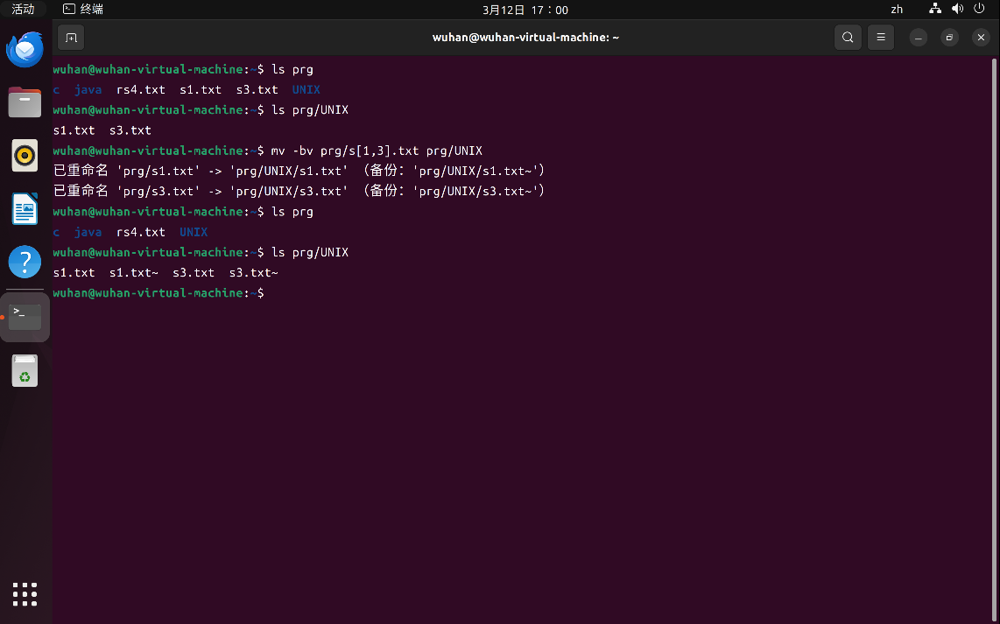 活动 终端 3月12日 17：00 zh
wuhan@wuhan-virtual-machine: ~
wuhan@wuhan-virtual-machine:~$ ls prg
c  java  rs4.txt  s1.txt  s3.txt  UNIX
wuhan@wuhan-virtual-machine:~$ ls prg/UNIX
s1.txt  s3.txt
wuhan@wuhan-virtual-machine:~$ mv -bv prg/s[1,3].txt prg/UNIX
已重命名 'prg/s1.txt' -> 'prg/UNIX/s1.txt' （备份：'prg/UNIX/s1.txt~'）
已重命名 'prg/s3.txt' -> 'prg/UNIX/s3.txt' （备份：'prg/UNIX/s3.txt~'）
wuhan@wuhan-virtual-machine:~$ ls prg
c  java  rs4.txt  UNIX
wuhan@wuhan-virtual-machine:~$ ls prg/UNIX
s1.txt  s1.txt~  s3.txt  s3.txt~
wuhan@wuhan-virtual-machine:~$